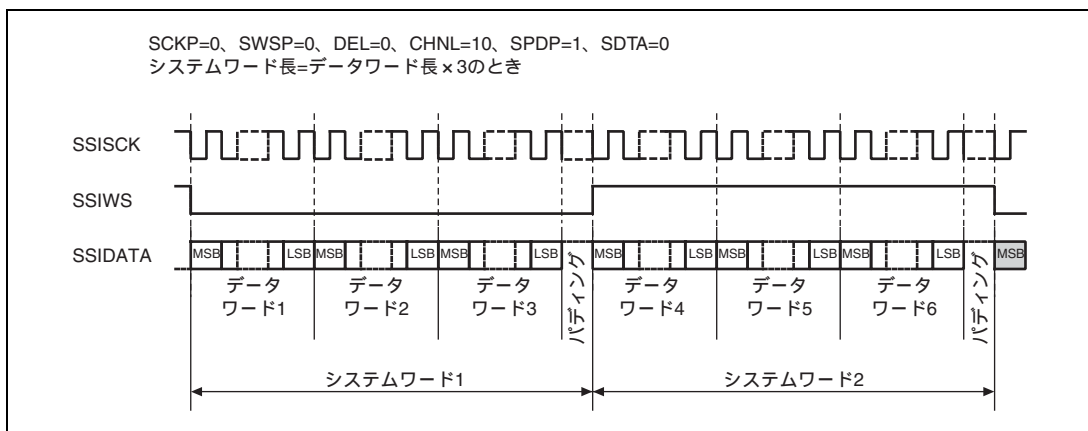 SCKP=0、SWSP=0、DEL=0、CHNL=10、SPDP=1、SDTA=0
システムワード長=データワード長×3のとき
SSISCK
SSIWS
SSIDATA
MSB LSB MSB LSB MSB LSB MSB LSB MSB LSB MSB LSB MSB
データ ワード1
データ ワード2
データ ワード3
パディング
データ ワード4
データ ワード5
データ ワード6
パディング
システムワード1
システムワード2